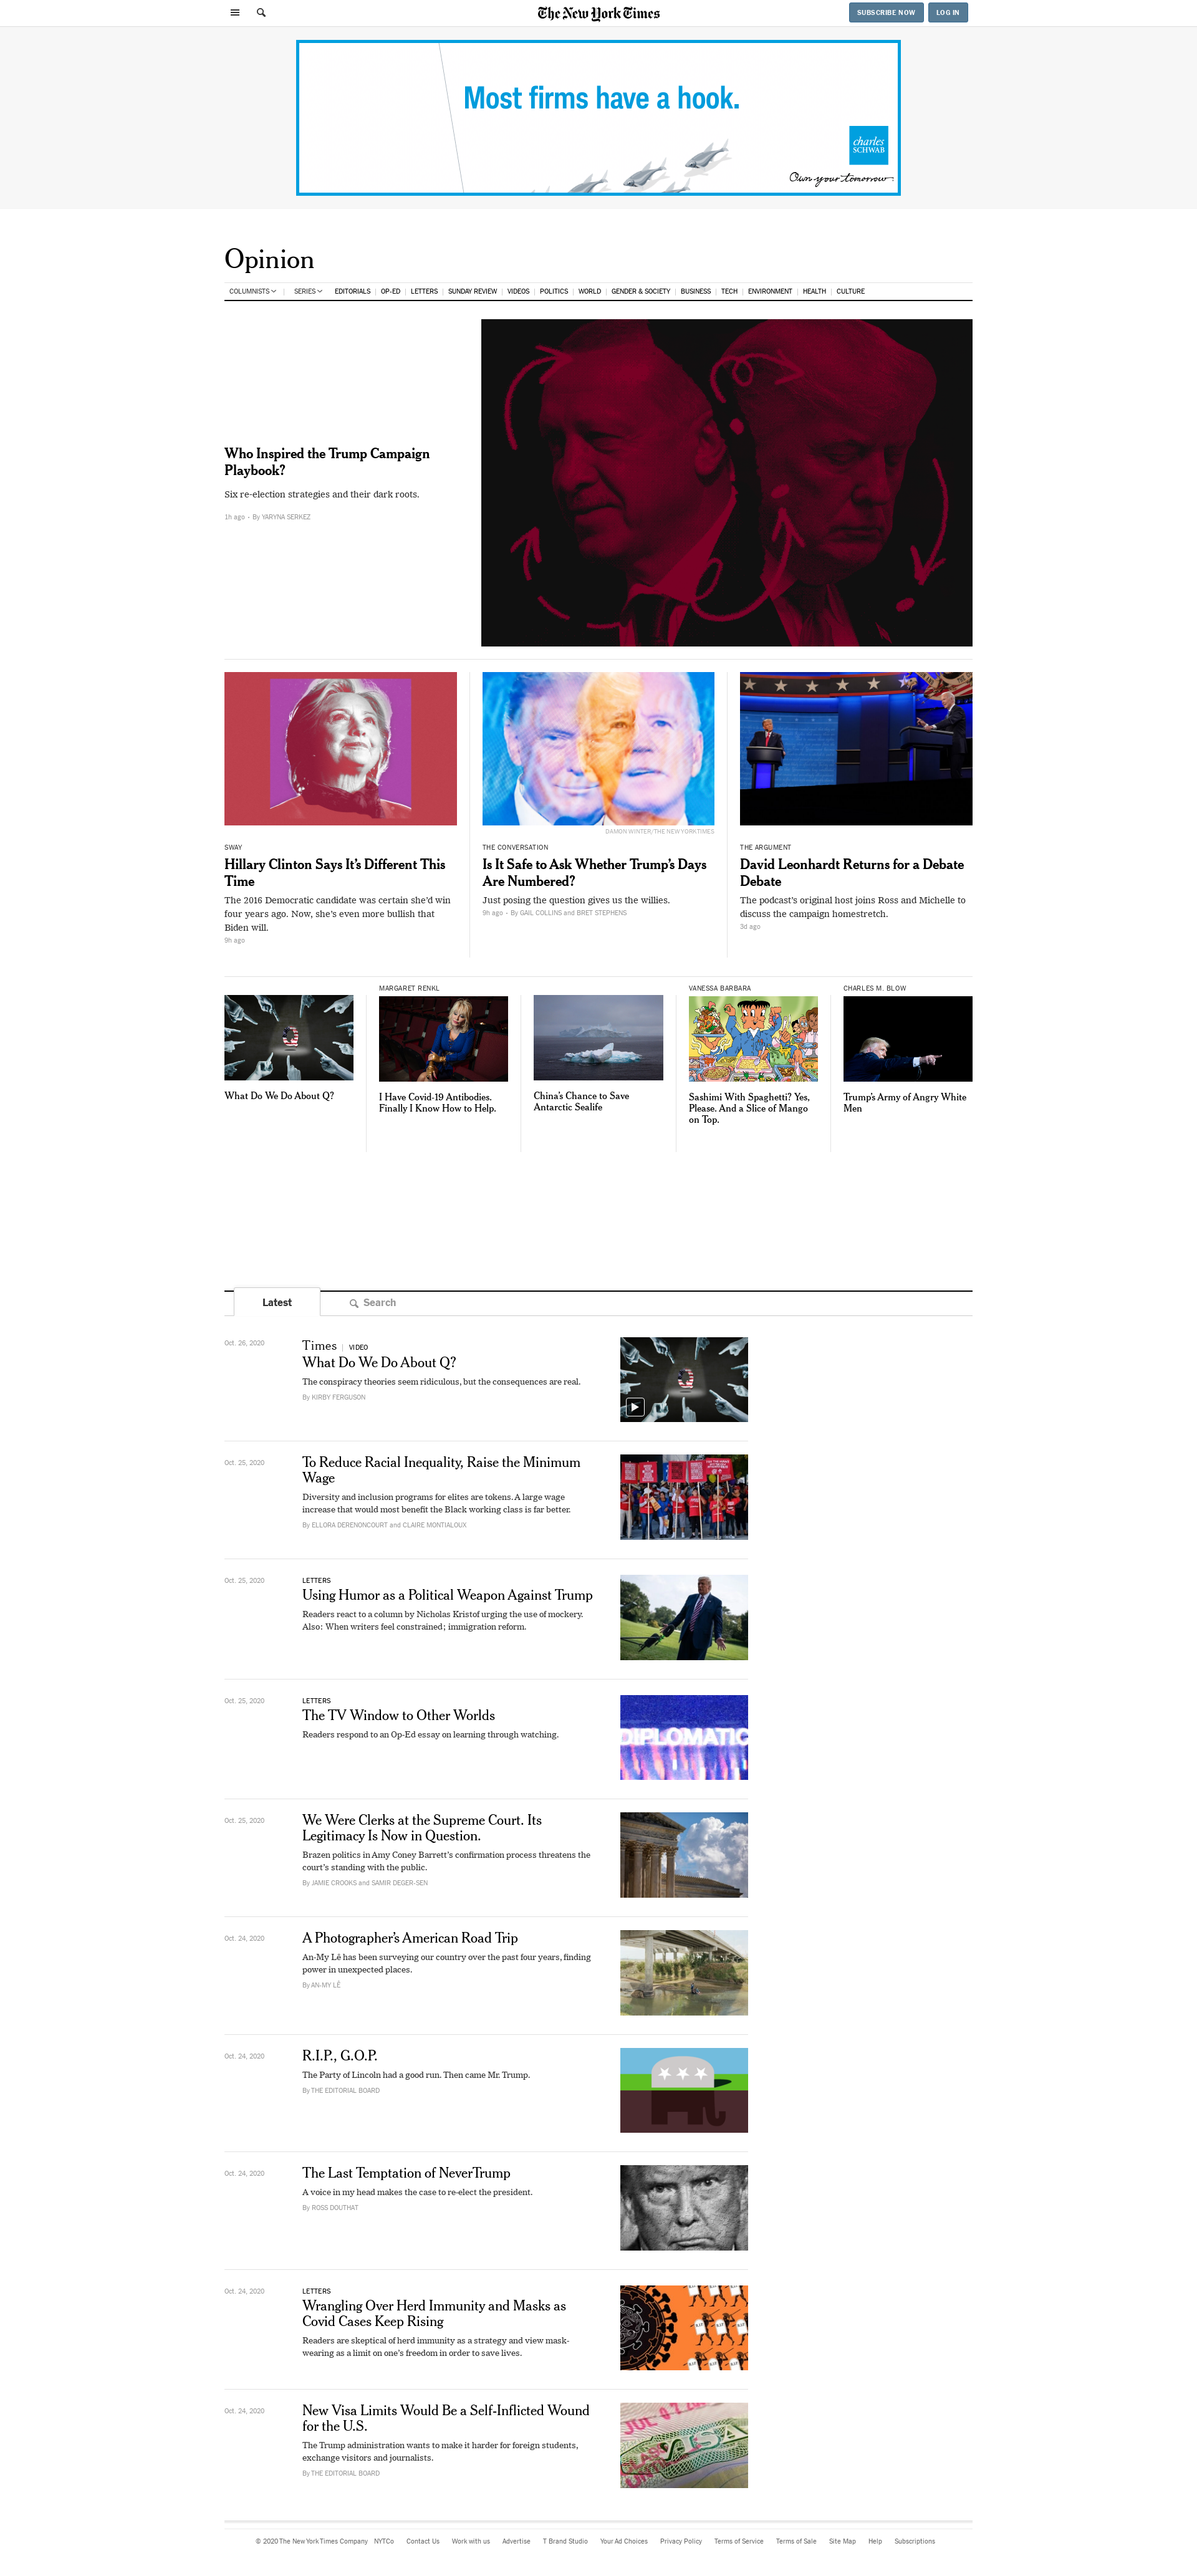 The New York Times
SUBSCRIBE NOW
LOG IN
Most firms have a hook.
charles
SCHWAB
Own your tomorrow.
Opinion
COLUMNISTS
SERIES
EDITORIALS
OP-ED
LETTERS
SUNDAY REVIEW
VIDEOS
POLITICS
WORLD
GENDER & SOCIETY
BUSINESS
TECH
ENVIRONMENT
HEALTH
CULTURE
Who Inspired the Trump Campaign
Playbook?
Six re-election strategies and their dark roots.
1h ago • By YARYNA SERKEZ
SWAY
Hillary Clinton Says It’s Different This
Time
The 2016 Democratic candidate was certain she’d win
four years ago. Now, she’s even more bullish that
Biden will.
9h ago
DAMON WINTER/THE NEW YORK TIMES
THE CONVERSATION
Is It Safe to Ask Whether Trump’s Days
Are Numbered?
Just posing the question gives us the willies.
9h ago • By GAIL COLLINS and BRET STEPHENS
THE ARGUMENT
David Leonhardt Returns for a Debate
Debate
The podcast’s original host joins Ross and Michelle to
discuss the campaign homestretch.
3d ago
What Do We Do About Q?
MARGARET RENKL
I Have Covid-19 Antibodies.
Finally I Know How to Help.
China’s Chance to Save
Antarctic Sealife
VANESSA BARBARA
Sashimi With Spaghetti? Yes,
Please. And a Slice of Mango
on Top.
CHARLES M. BLOW
Trump’s Army of Angry White
Men
Latest
Search
Oct. 26, 2020
Times | VIDEO
What Do We Do About Q?
The conspiracy theories seem ridiculous, but the consequences are real.
By KIRBY FERGUSON
Oct. 25, 2020
To Reduce Racial Inequality, Raise the Minimum
Wage
Diversity and inclusion programs for elites are tokens. A large wage
increase that would most benefit the Black working class is far better.
By ELLORA DERENONCOURT and CLAIRE MONTIALOUX
Oct. 25, 2020
LETTERS
Using Humor as a Political Weapon Against Trump
Readers react to a column by Nicholas Kristof urging the use of mockery.
Also: When writers feel constrained; immigration reform.
Oct. 25, 2020
LETTERS
The TV Window to Other Worlds
Readers respond to an Op-Ed essay on learning through watching.
DIPLOMATIC
Oct. 25, 2020
We Were Clerks at the Supreme Court. Its
Legitimacy Is Now in Question.
Brazen politics in Amy Coney Barrett’s confirmation process threatens the
court’s standing with the public.
By JAMIE CROOKS and SAMIR DEGER-SEN
Oct. 24, 2020
A Photographer’s American Road Trip
An-My Lê has been surveying our country over the past four years, finding
power in unexpected places.
By AN-MY LÊ
Oct. 24, 2020
R.I.P., G.O.P.
The Party of Lincoln had a good run. Then came Mr. Trump.
By THE EDITORIAL BOARD
Oct. 24, 2020
The Last Temptation of NeverTrump
A voice in my head makes the case to re-elect the president.
By ROSS DOUTHAT
Oct. 24, 2020
LETTERS
Wrangling Over Herd Immunity and Masks as
Covid Cases Keep Rising
Readers are skeptical of herd immunity as a strategy and view mask-
wearing as a limit on one’s freedom in order to save lives.
Oct. 24, 2020
New Visa Limits Would Be a Self-Inflicted Wound
for the U.S.
The Trump administration wants to make it harder for foreign students,
exchange visitors and journalists.
By THE EDITORIAL BOARD
VISA
© 2020 The New York Times Company
NYTCo
Contact Us
Work with us
Advertise
T Brand Studio
Your Ad Choices
Privacy Policy
Terms of Service
Terms of Sale
Site Map
Help
Subscriptions